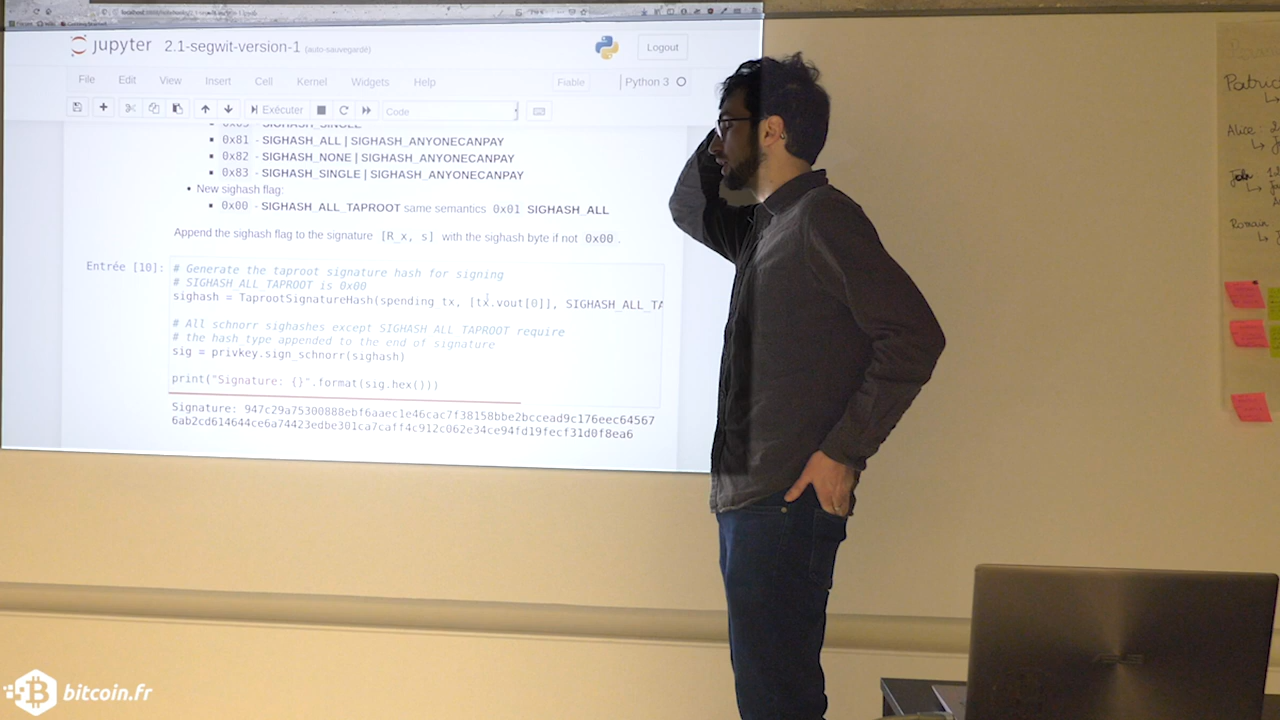 jupyter 2.1-segwit-version-1 (auto-sauvegardé)
Logout
File Edit View Insert Cell Kernel Widgets Help
Fiable Python 3
Exécuter Code
SIGHASH_SINGLE
0x81 - SIGHASH_ALL | SIGHASH_ANYONECANPAY
0x82 - SIGHASH_NONE | SIGHASH_ANYONECANPAY
0x83 - SIGHASH_SINGLE | SIGHASH_ANYONECANPAY
New sighash flag:
0x00 - SIGHASH_ALL_TAPROOT same semantics 0x01 SIGHASH_ALL
Append the sighash flag to the signature [R_x, s] with the sighash byte if not 0x00.
Entrée [10]:
# Generate the taproot signature hash for signing
# SIGHASH_ALL_TAPROOT is 0x00
sighash = TaprootSignatureHash(spending_tx, [tx.vout[0]], SIGHASH_ALL_TA
# All schnorr sighashes except SIGHASH_ALL_TAPROOT require
# the hash type appended to the end of signature
sig = privkey.sign_schnorr(sighash)
print("Signature: {}".format(sig.hex()))
Signature: 947c29a75300888ebf6aaec1e46cac7f38158bbe2bccead9c176eec64567
6ab2cd614644ce6a74423edbe301ca7caff4c912c062e34ce94fd19fecf31d0f8ea6
Patric
Alice:
Romain
ASUS
bitcoin.fr